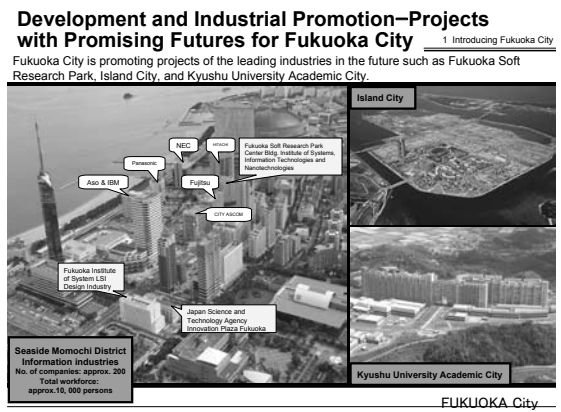 Development and Industrial Promotion—Projects
with Promising Futures for Fukuoka City
1 Introducing Fukuoka City
Fukuoka City is promoting projects of the leading industries in the future such as Fukuoka Soft
Research Park, Island City, and Kyushu University Academic City.
Island City
NEC
HITACHI
Fukuoka Soft Research Park
Center Bldg. Institute of Systems,
Information Technologies and
Nanotechnologies
Panasonic
Aso & IBM
Fujitsu
CITY ASCOM
Fukuoka Institute
of System LSI
Design Industry
Japan Science and
Technology Agency
Innovation Plaza Fukuoka
Seaside Momochi District
Information industries
No. of companies: approx. 200
Total workforce:
approx.10, 000 persons
Kyushu University Academic City
FUKUOKA City